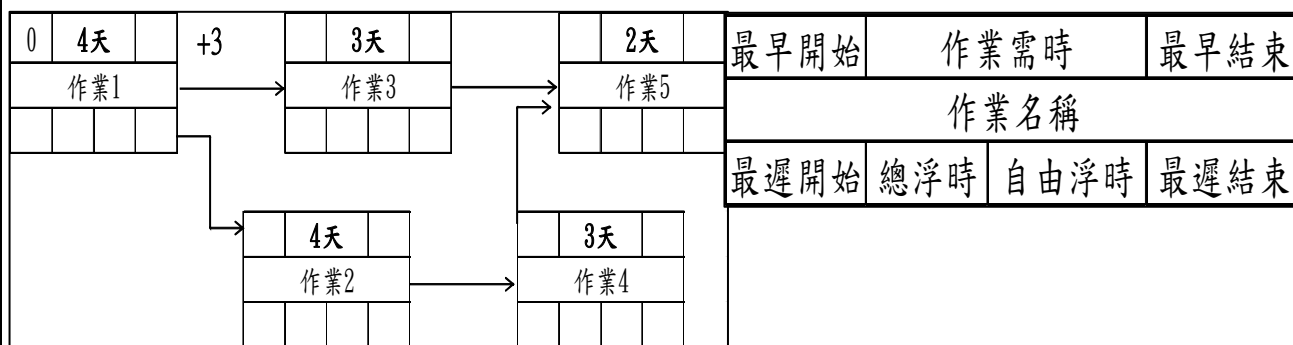 0 4天 +3 3天 2天
作業1 作業3 作業5
4天 3天
作業2 作業4
最早開始 作業需時 最早結束
作業名稱
最遲開始 總浮時 自由浮時 最遲結束